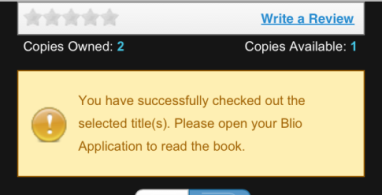 Write a Review
Copies Owned: 2 Copies Available: 1
You have successfully checked out the
selected title(s). Please open your Blio
Application to read the book.